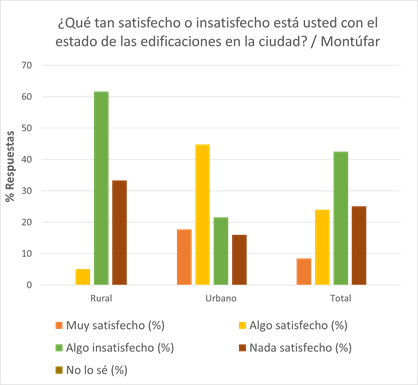 ¿Qué tan satisfecho o insatisfecho está usted con el
estado de las edificaciones en la ciudad? / Montúfar
70
60
50
40
30
20
10
0
% Respuestas
Rural
Urbano
Total
Muy satisfecho (%)
Algo satisfecho (%)
Algo insatisfecho (%)
Nada satisfecho (%)
No lo sé (%)